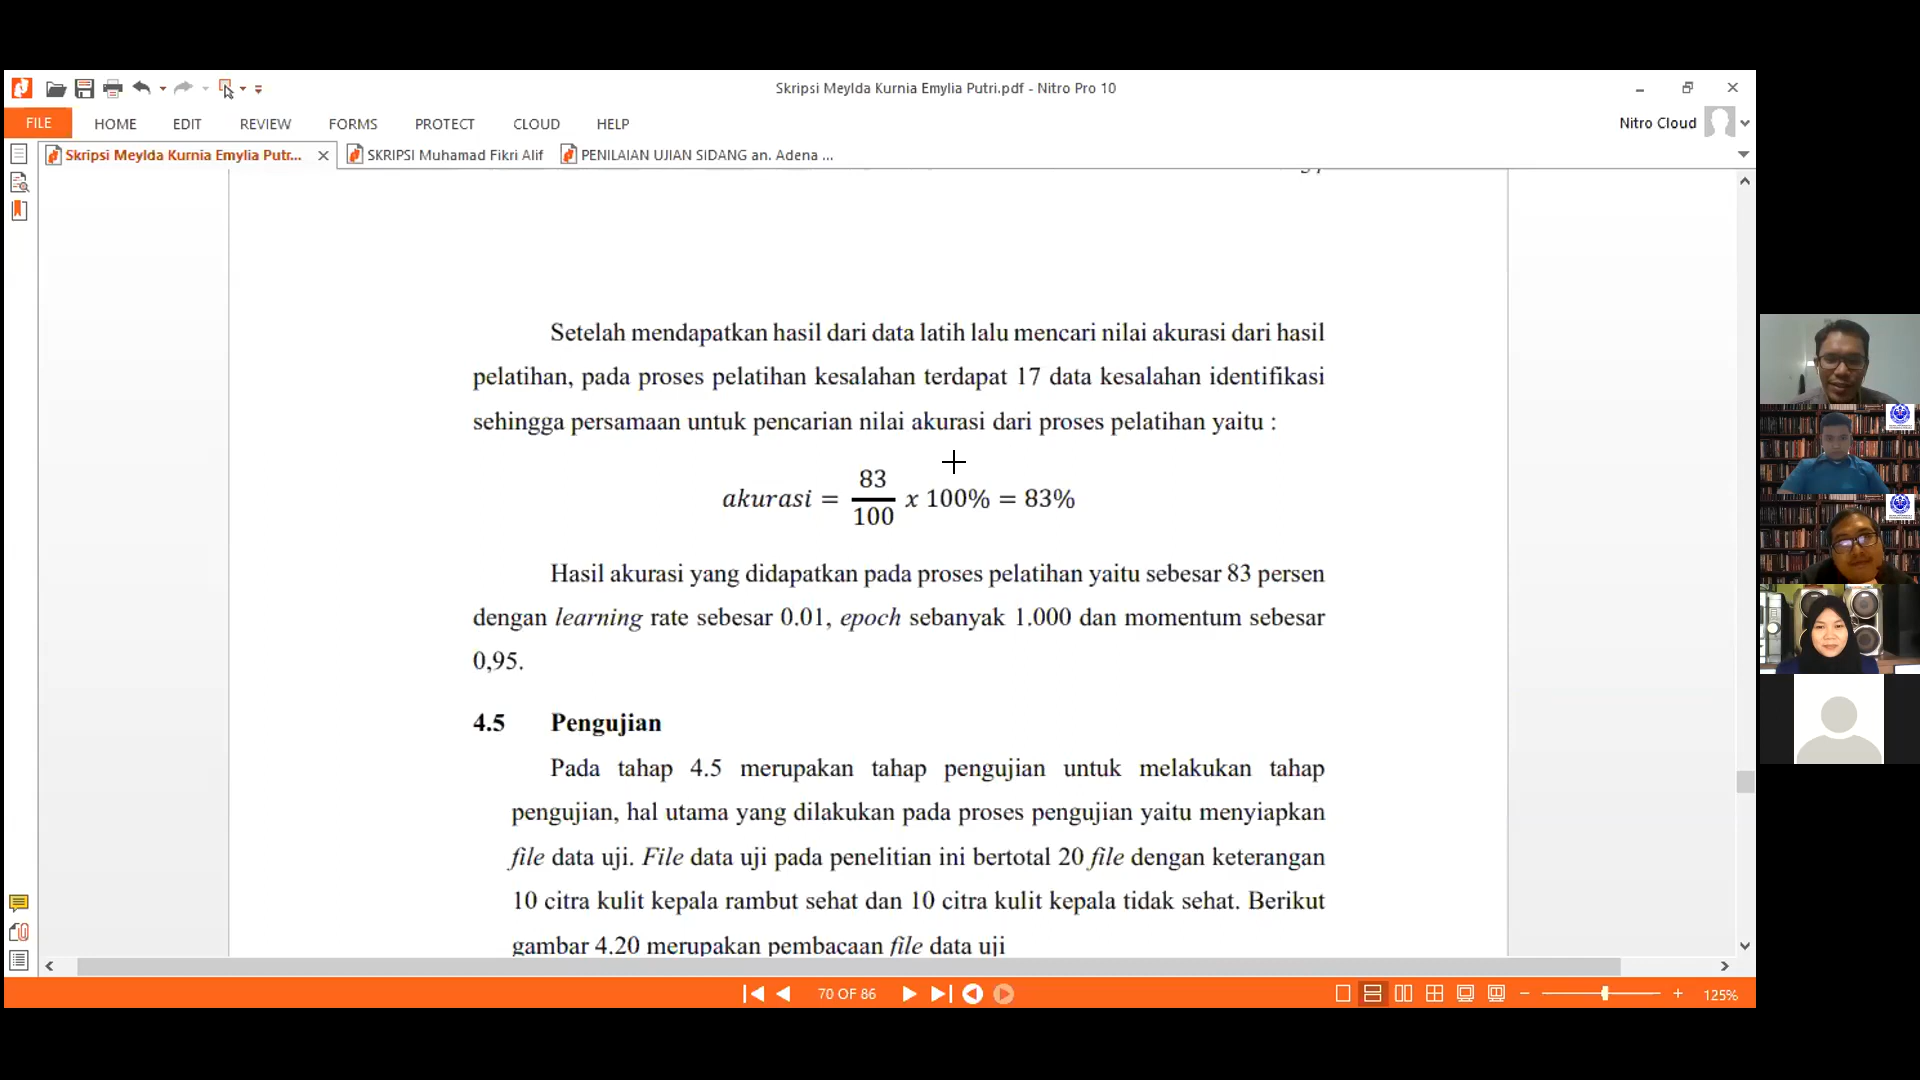 Skripsi Meylda Kurnia Emylia Putri.pdf - Nitro Pro 10
FILE HOME EDIT REVIEW FORMS PROTECT CLOUD HELP Nitro Cloud
Skripsi Meylda Kurnia Emylia Putr... SKRIPSI Muhamad Fikri Alif PENILAIAN UJIAN SIDANG an. Adena ...
Setelah mendapatkan hasil dari data latih lalu mencari nilai akurasi dari hasil
pelatihan, pada proses pelatihan kesalahan terdapat 17 data kesalahan identifikasi
sehingga persamaan untuk pencarian nilai akurasi dari proses pelatihan yaitu :
akurasi = 83/100 x 100% = 83%
Hasil akurasi yang didapatkan pada proses pelatihan yaitu sebesar 83 persen
dengan learning rate sebesar 0.01, epoch sebanyak 1.000 dan momentum sebesar
0,95.
4.5 Pengujian
Pada tahap 4.5 merupakan tahap pengujian untuk melakukan tahap
pengujian, hal utama yang dilakukan pada proses pengujian yaitu menyiapkan
file data uji. File data uji pada penelitian ini bertotal 20 file dengan keterangan
10 citra kulit kepala rambut sehat dan 10 citra kulit kepala tidak sehat. Berikut
gambar 4.20 merupakan pembacaan file data uji
70 OF 86
125%